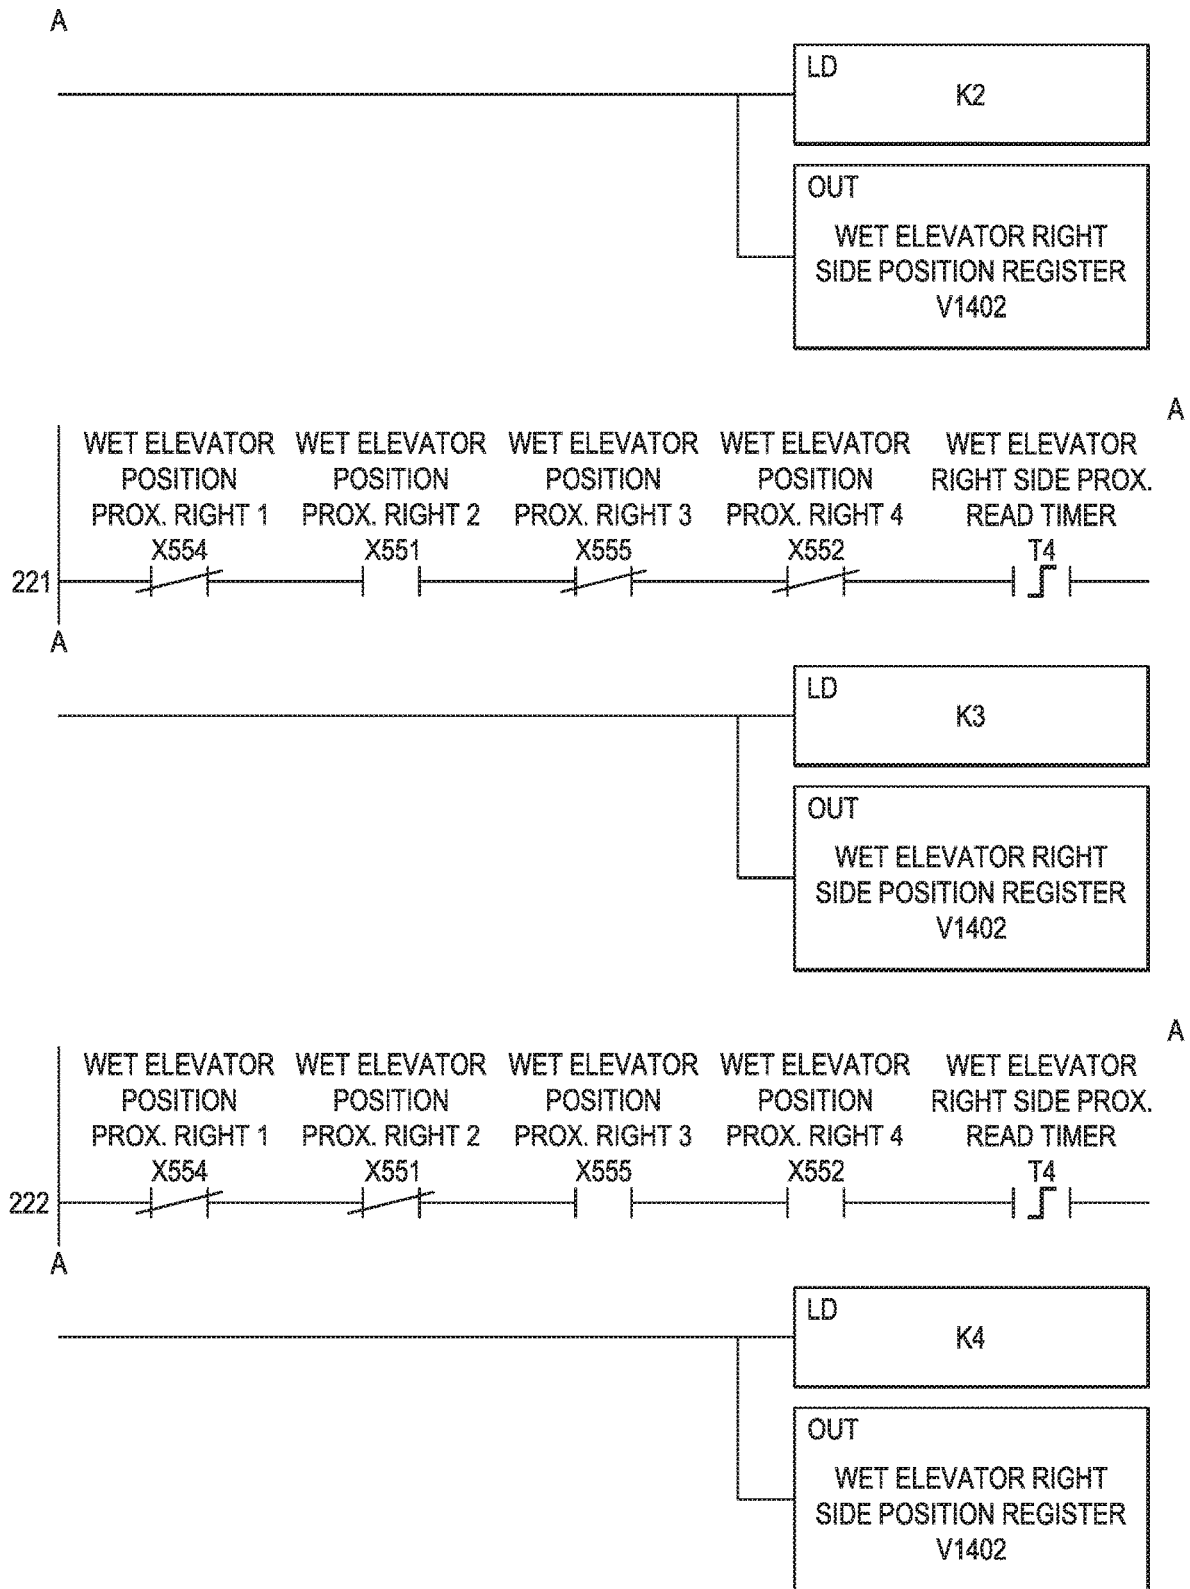 A
LD
K2
OUT
WET ELEVATOR RIGHT
SIDE POSITION REGISTER
V1402
A
WET ELEVATOR WET ELEVATOR WET ELEVATOR WET ELEVATOR WET ELEVATOR
POSITION POSITION POSITION POSITION RIGHT SIDE PROX.
PROX. RIGHT 1 PROX. RIGHT 2 PROX. RIGHT 3 PROX. RIGHT 4 READ TIMER
X554 X551 X555 X552 T4
221
A
LD
K3
OUT
WET ELEVATOR RIGHT
SIDE POSITION REGISTER
V1402
A
WET ELEVATOR WET ELEVATOR WET ELEVATOR WET ELEVATOR WET ELEVATOR
POSITION POSITION POSITION POSITION RIGHT SIDE PROX.
PROX. RIGHT 1 PROX. RIGHT 2 PROX. RIGHT 3 PROX. RIGHT 4 READ TIMER
X554 X551 X555 X552 T4
222
A
LD
K4
OUT
WET ELEVATOR RIGHT
SIDE POSITION REGISTER
V1402